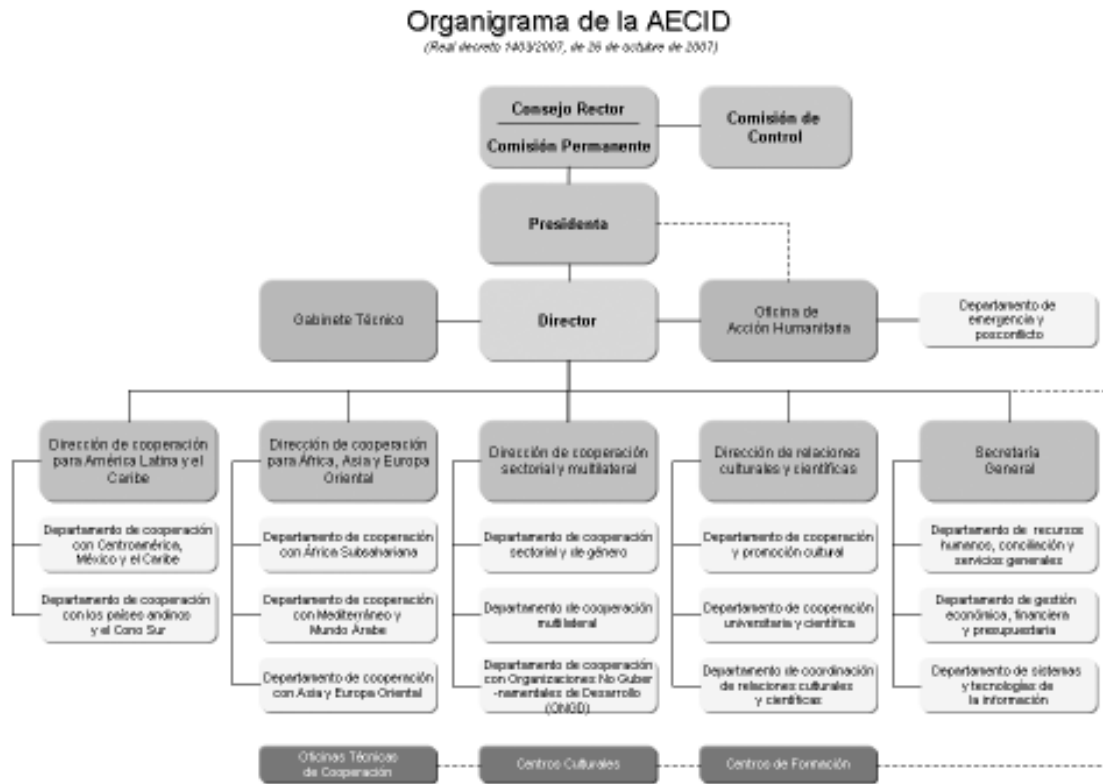 Organigrama de la AECID
(Real decreto 1403/2007, de 26 de octubre de 2007)
Consejo Rector
Comisión Permanente
Comisión de
Control
Presidenta
Gabinete Técnico
Director
Oficina de
Acción Humanitaria
Departamento de
emergencia y
posconflicto
Dirección de cooperación
para América Latina y el
Caribe
Dirección de cooperación
para África, Asia y Europa
Oriental
Dirección de cooperación
sectorial y multilateral
Dirección de relaciones
culturales y científicas
Secretaría
General
Departamento de cooperación
con Centroamérica,
México y el Caribe
Departamento de cooperación
con África Subsahariana
Departamento de cooperación
sectorial y de género
Departamento de cooperación
y promoción cultural
Departamento de recursos
humanos, conciliación y
servicios generales
Departamento de cooperación
con los países andinos
y el Cono Sur
Departamento de cooperación
con Mediterráneo y
Mundo Árabe
Departamento de cooperación
multilateral
Departamento de cooperación
universitaria y científica
Departamento de gestión
económica, financiera
y presupuestaria
Departamento de cooperación
con Asia y Europa Oriental
Departamento de cooperación
con Organizaciones No Guber
-namentales de Desarrollo
(ONGD)
Departamento de coordinación
de relaciones culturales
y científicas
Departamento de sistemas
y tecnologías de
la información
Oficinas Técnicas
de Cooperación
Centros Culturales
Centros de Formación